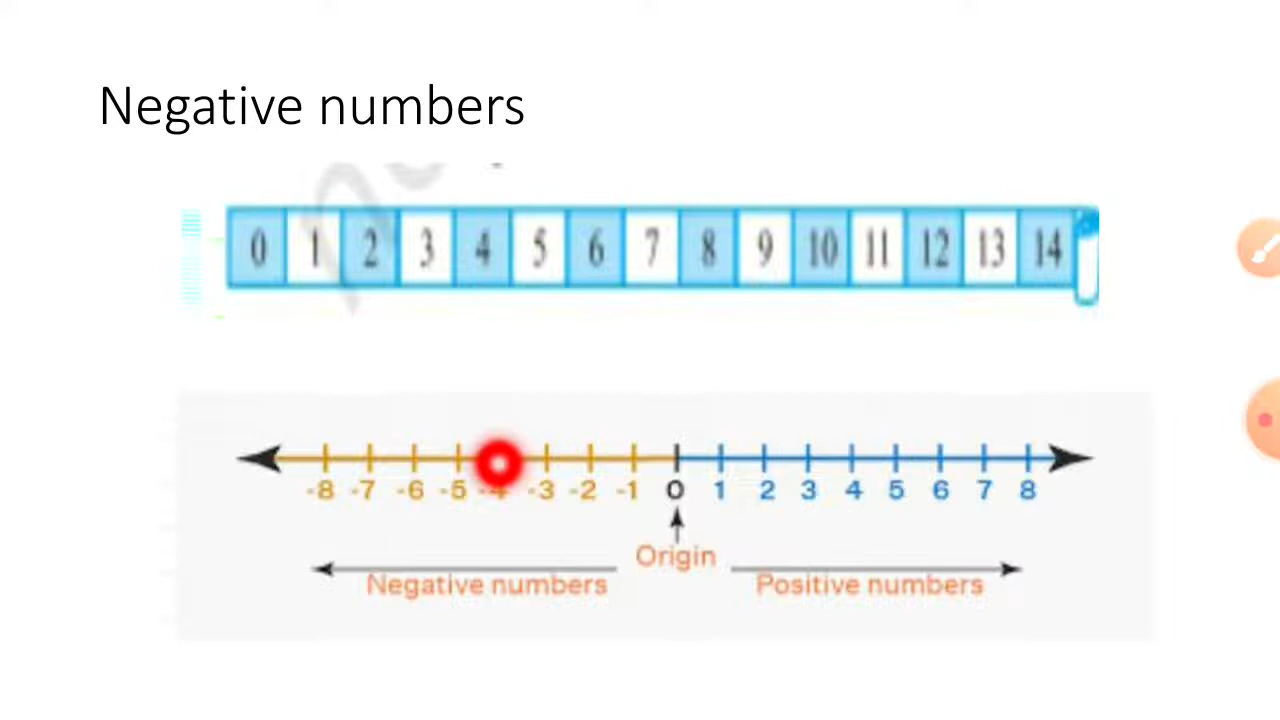 Negative numbers
0 1 2 3 4 5 6 7 8 9 10 11 12 13 14
-8 -7 -6 -5 -4 -3 -2 -1 0 1 2 3 4 5 6 7 8
Origin
Negative numbers Positive numbers